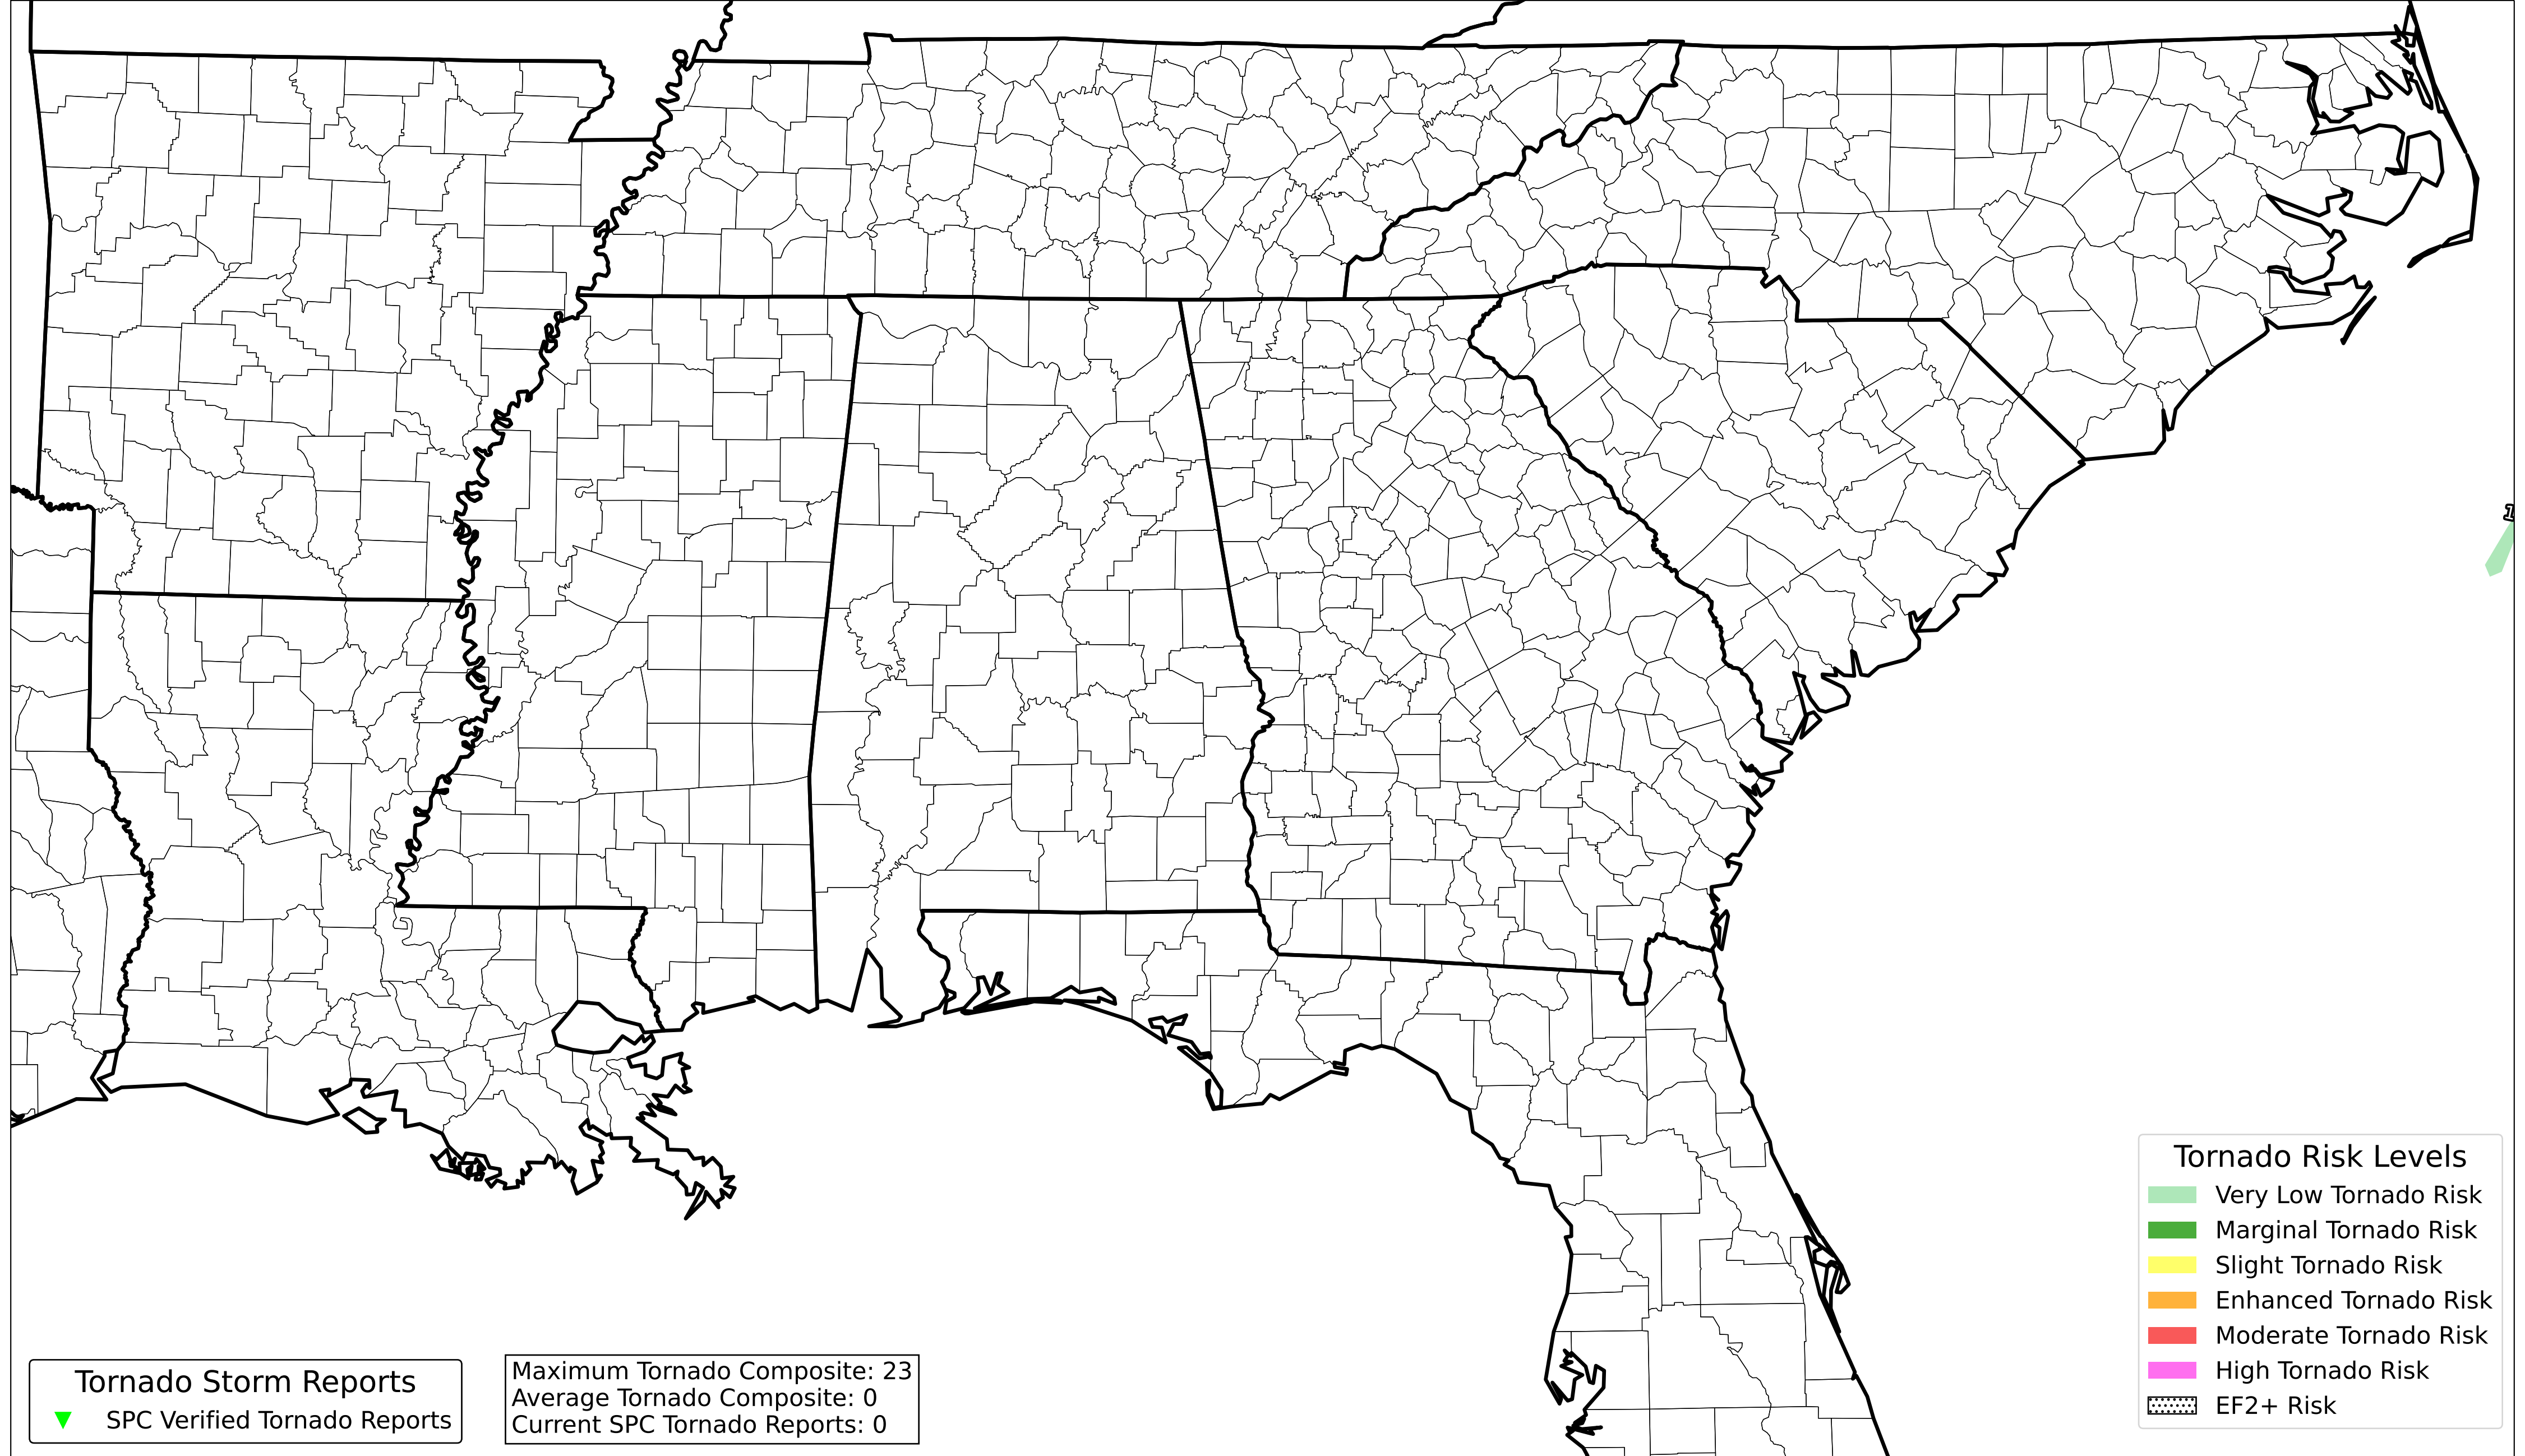 1
Tornado Risk Levels
Very Low Tornado Risk
Marginal Tornado Risk
Slight Tornado Risk
Enhanced Tornado Risk
Moderate Tornado Risk
High Tornado Risk
EF2+ Risk
Tornado Storm Reports
SPC Verified Tornado Reports
Maximum Tornado Composite: 23
Average Tornado Composite: 0
Current SPC Tornado Reports: 0